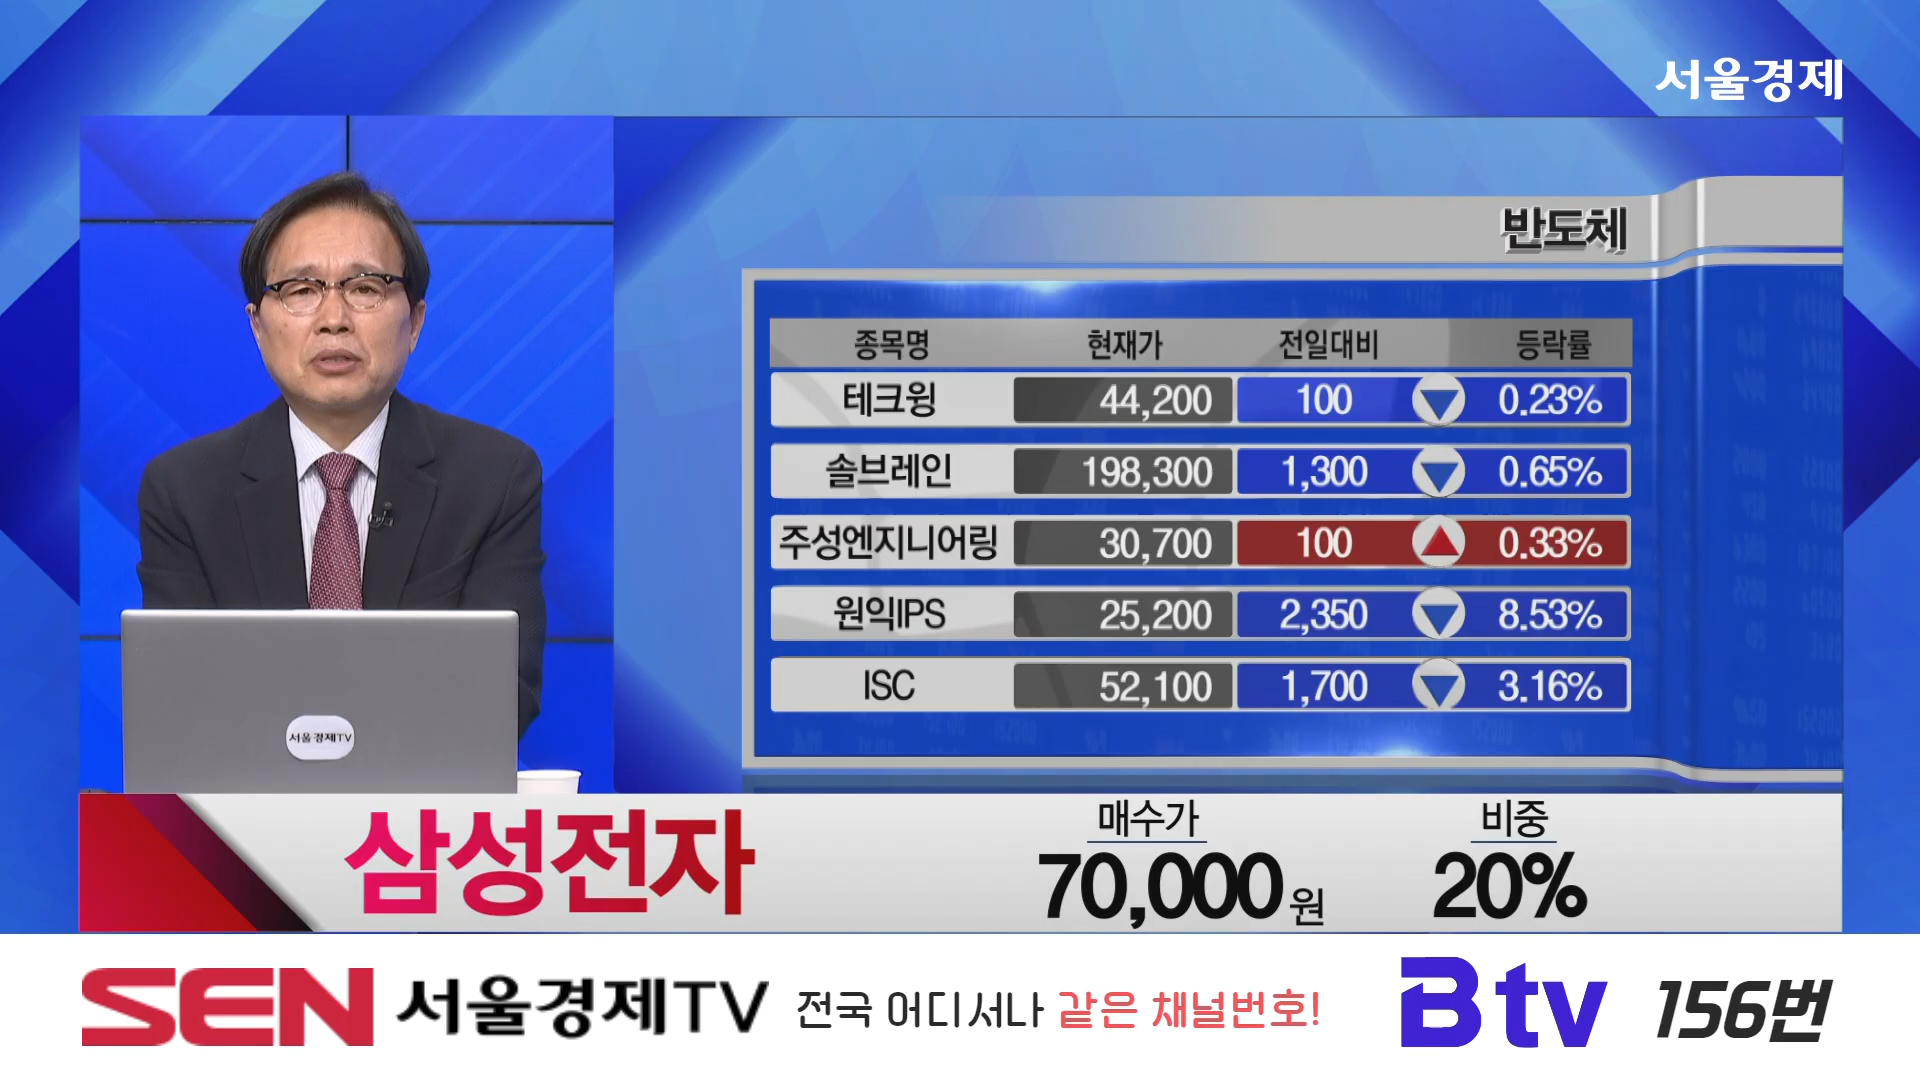 서울경제
반도체
종목명 현재가 전일대비 등락률
테크윙 44,200 100 ▼ 0.23%
솔브레인 198,300 1,300 ▼ 0.65%
주성엔지니어링 30,700 100 ▲ 0.33%
원익IPS 25,200 2,350 ▼ 8.53%
ISC 52,100 1,700 ▼ 3.16%
서울경제TV
삼성전자
매수가 비중
70,000원 20%
SEN 서울경제TV 전국 어디서나 같은 채널번호! B tv 156번